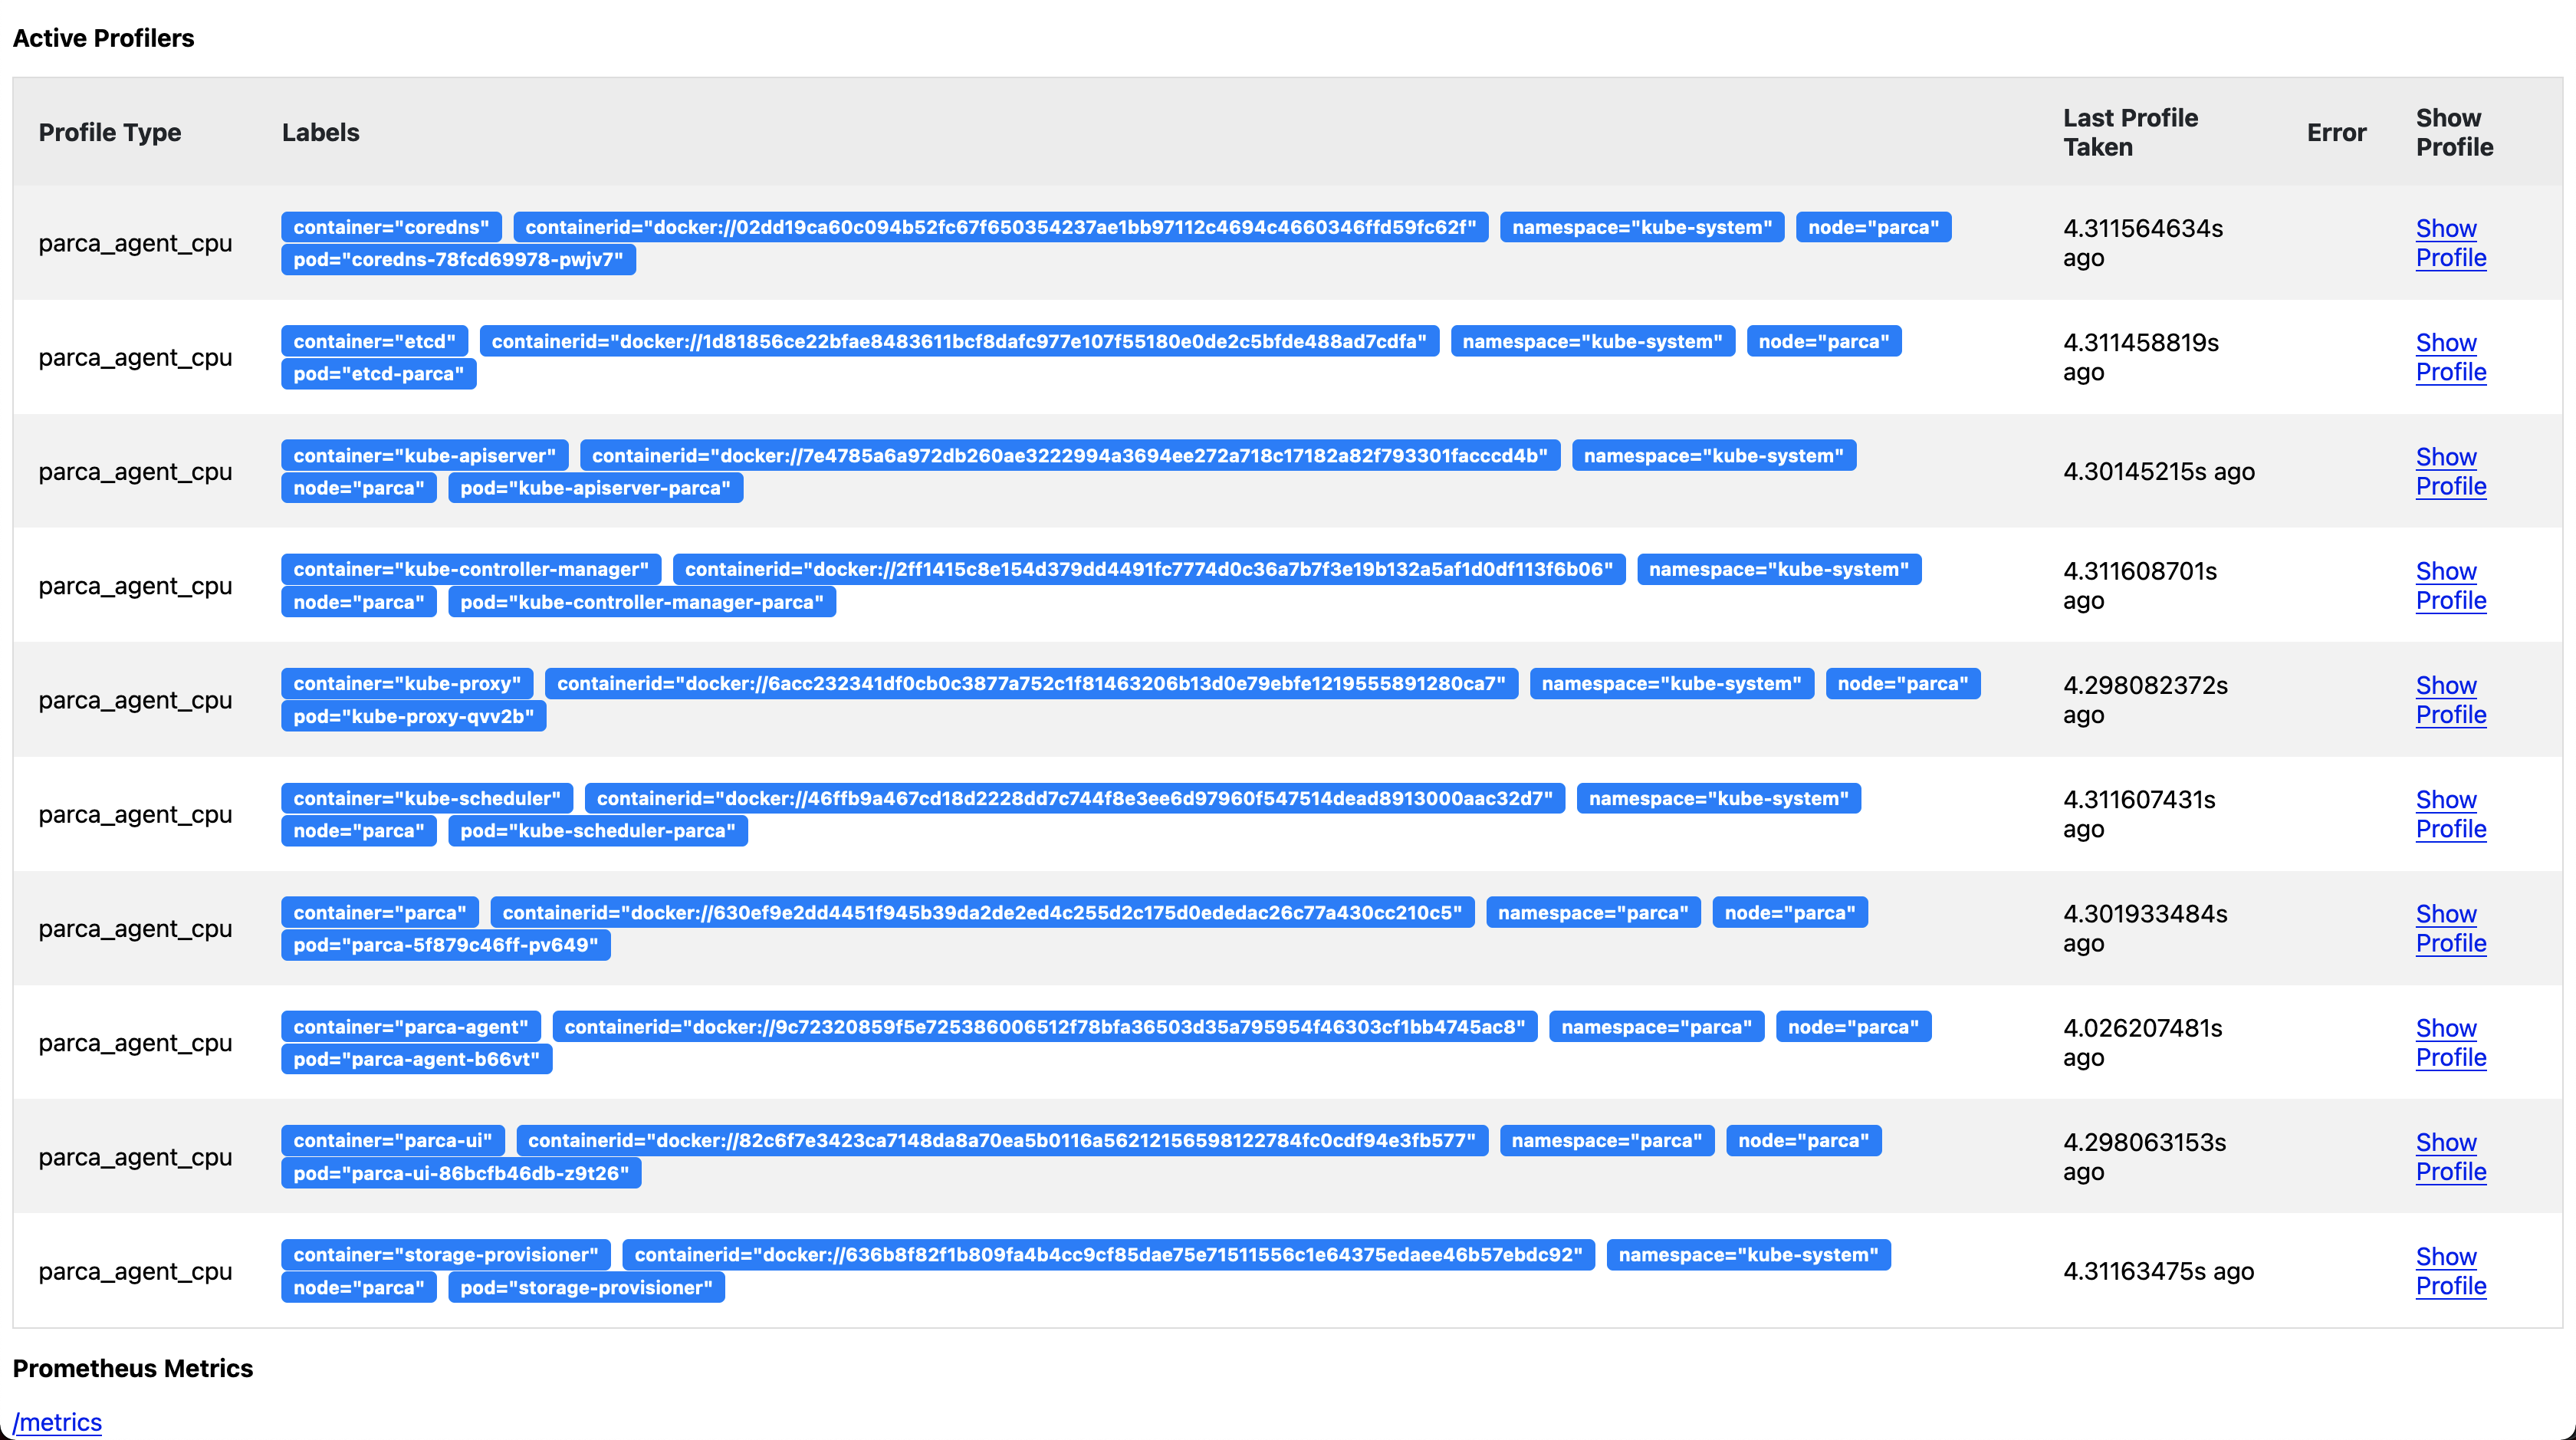 Active Profilers
Profile Type Labels Last Profile Taken Error Show Profile
parca_agent_cpu container="coredns" containerid="docker://02dd19ca60c094b52fc67f650354237ae1bb97112c4694c4660346ffd59fc62f" namespace="kube-system" node="parca" 4.311564634s Show
pod="coredns-78fcd69978-pwjv7" ago Profile
parca_agent_cpu container="etcd" containerid="docker://1d81856ce22bfae8483611bcf8dafc977e107f55180e0de2c5bfde488ad7cdfa" namespace="kube-system" node="parca" 4.311458819s Show
pod="etcd-parca" ago Profile
parca_agent_cpu container="kube-apiserver" containerid="docker://7e4785a6a972db260ae3222994a3694ee272a718c17182a82f793301facccd4b" namespace="kube-system" 4.30145215s ago Show
node="parca" pod="kube-apiserver-parca" Profile
parca_agent_cpu container="kube-controller-manager" containerid="docker://2ff1415c8e154d379dd4491fc7774d0c36a7b7f3e19b132a5af1d0df113f6b06" namespace="kube-system" 4.311608701s Show
node="parca" pod="kube-controller-manager-parca" ago Profile
parca_agent_cpu container="kube-proxy" containerid="docker://6acc232341df0cb0c3877a752c1f81463206b13d0e79ebfe1219555891280ca7" namespace="kube-system" node="parca" 4.298082372s Show
pod="kube-proxy-qvv2b" ago Profile
parca_agent_cpu container="kube-scheduler" containerid="docker://46ffb9a467cd18d2228dd7c744f8e3ee6d97960f547514dead8913000aac32d7" namespace="kube-system" 4.311607431s Show
node="parca" pod="kube-scheduler-parca" ago Profile
parca_agent_cpu container="parca" containerid="docker://630ef9e2dd4451f945b39da2de2ed4c255d2c175d0ededac26c77a430cc210c5" namespace="parca" node="parca" 4.301933484s Show
pod="parca-5f879c46ff-pv649" ago Profile
parca_agent_cpu container="parca-agent" containerid="docker://9c72320859f5e725386006512f78bfa36503d35a795954f46303cf1bb4745ac8" namespace="parca" node="parca" 4.026207481s Show
pod="parca-agent-b66vt" ago Profile
parca_agent_cpu container="parca-ui" containerid="docker://82c6f7e3423ca7148da8a70ea5b0116a56212156598122784fc0cdf94e3fb577" namespace="parca" node="parca" 4.298063153s Show
pod="parca-ui-86bcfb46db-z9t26" ago Profile
parca_agent_cpu container="storage-provisioner" containerid="docker://636b8f82f1b809fa4b4cc9cf85dae75e71511556c1e64375edaee46b57ebdc92" namespace="kube-system" 4.31163475s ago Show
node="parca" pod="storage-provisioner" Profile
Prometheus Metrics
/metrics